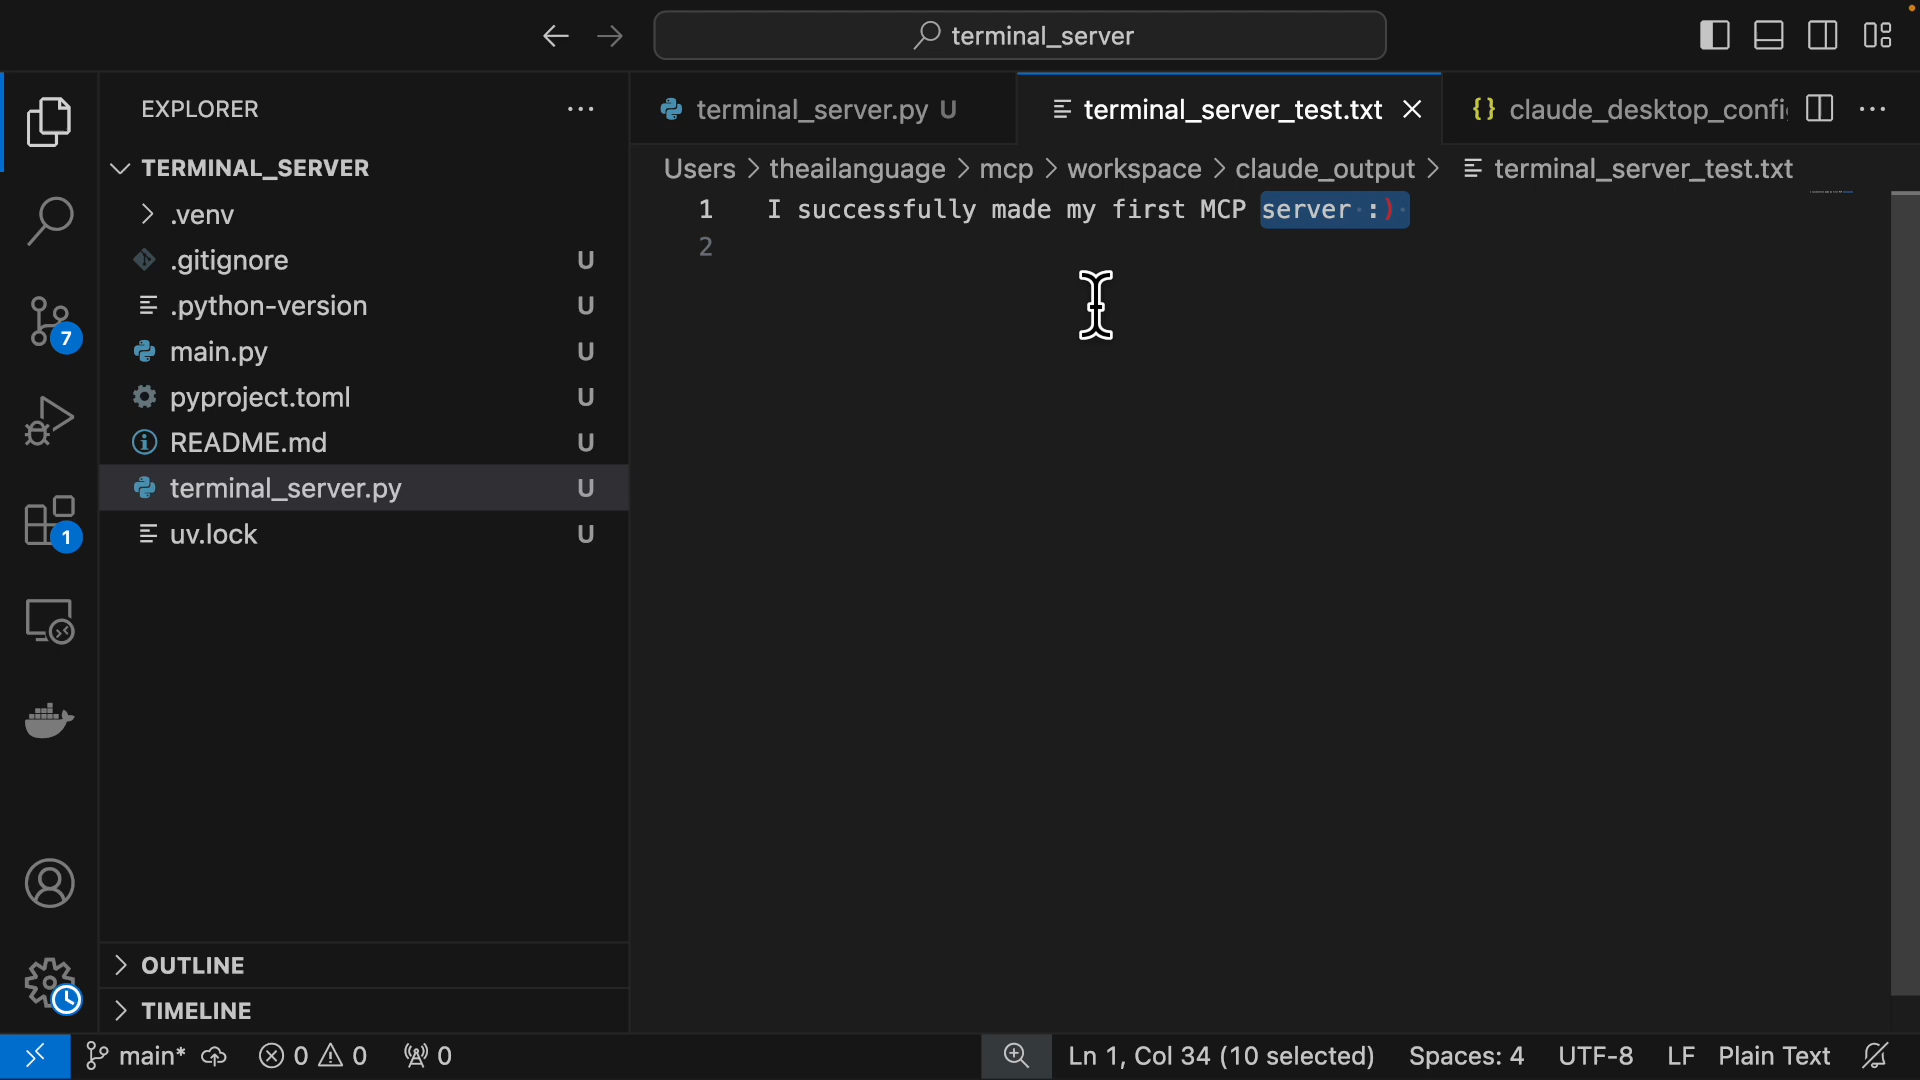 terminal_server
EXPLORER
TERMINAL_SERVER
.venv
.gitignore U
.python-version U
main.py U
pyproject.toml U
README.md U
terminal_server.py U
uv.lock U
OUTLINE
TIMELINE
7
1
terminal_server.py U
terminal_server_test.txt
{} claude_desktop_confi
Users > theailanguage > mcp > workspace > claude_output > terminal_server_test.txt
1 I successfully made my first MCP server :)
2
main* 0 0 0
Ln 1, Col 34 (10 selected) Spaces: 4 UTF-8 LF Plain Text